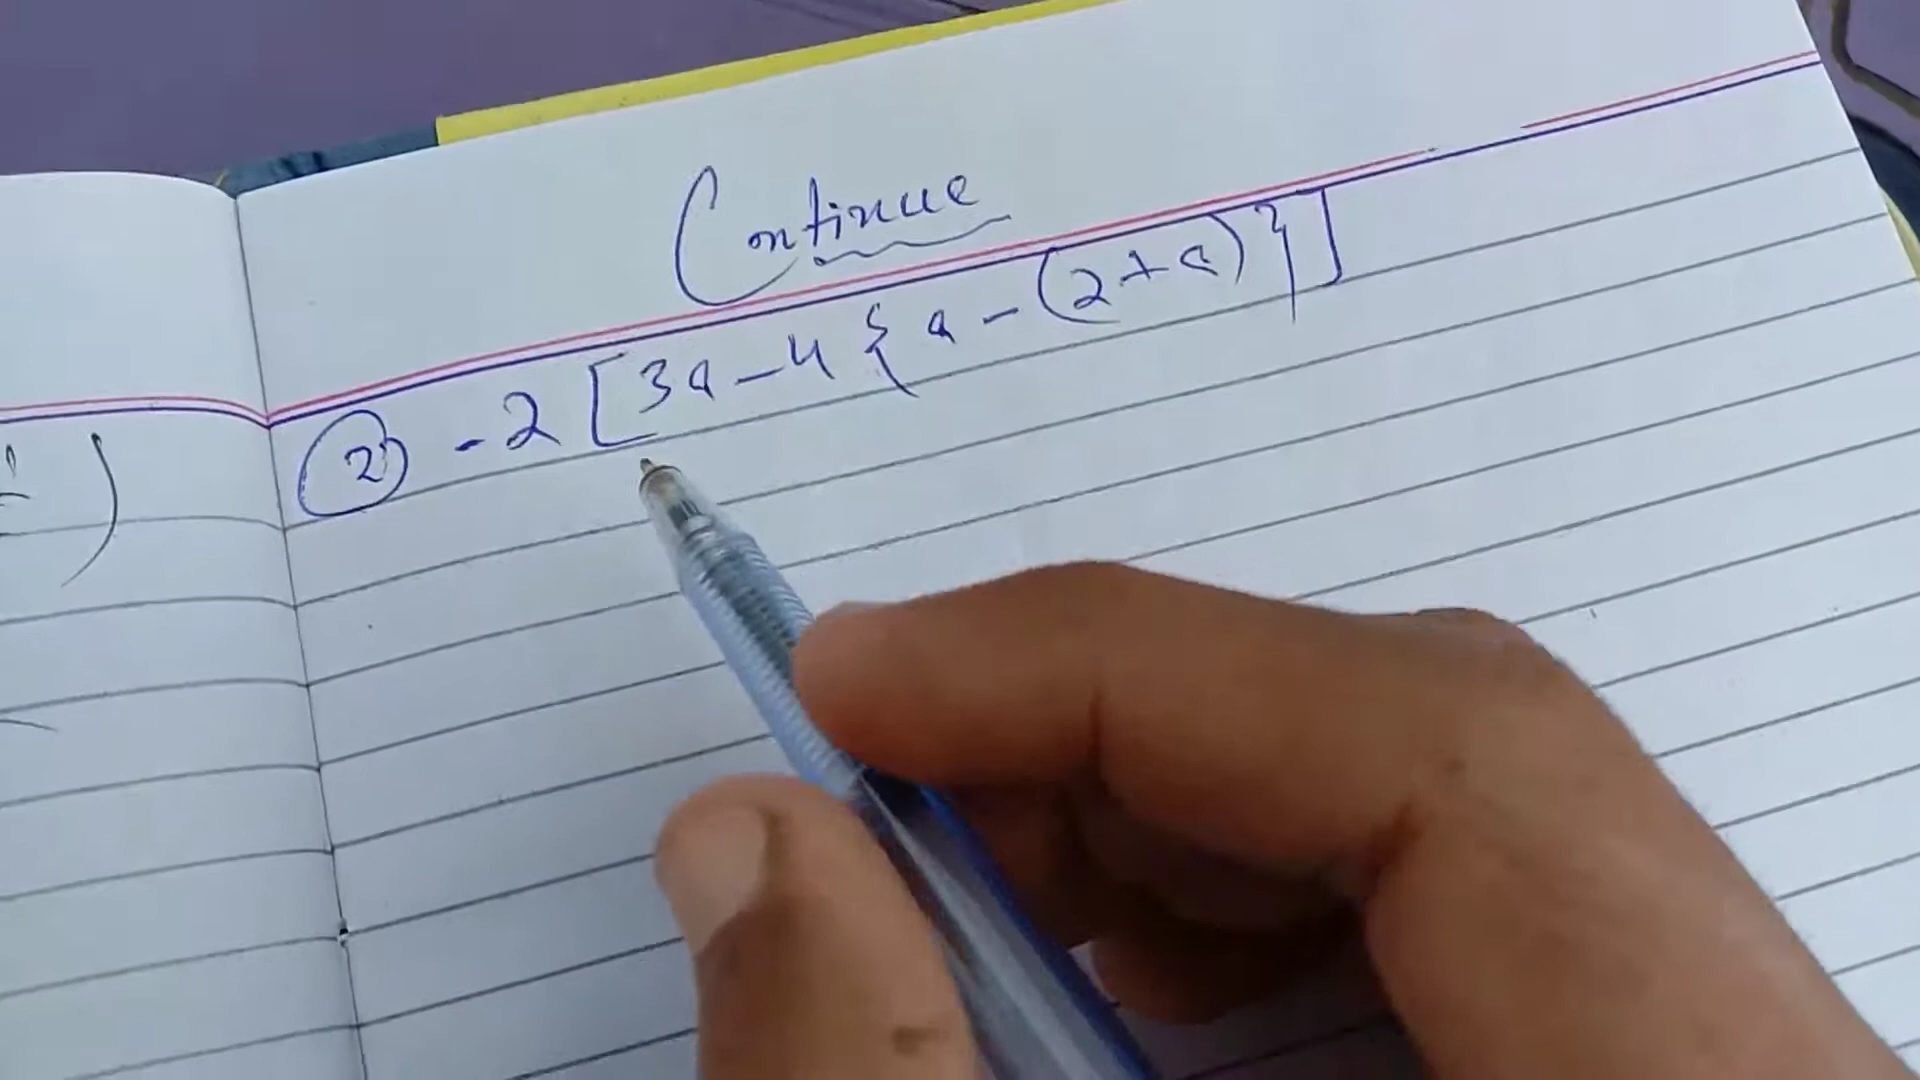 Continue
2) -2 [3a-4 { a - (2+a) } ]